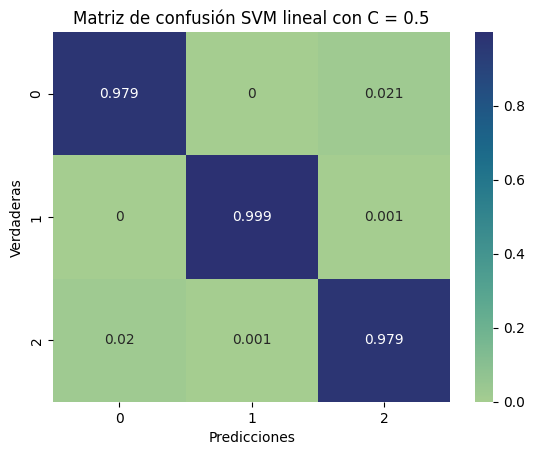 Matriz de confusión SVM lineal con C = 0.5
0 0.979 0 0.021
1 0 0.999 0.001
2 0.02 0.001 0.979
0 1 2
Predicciones
Verdaderas
0.8
0.6
0.4
0.2
0.0